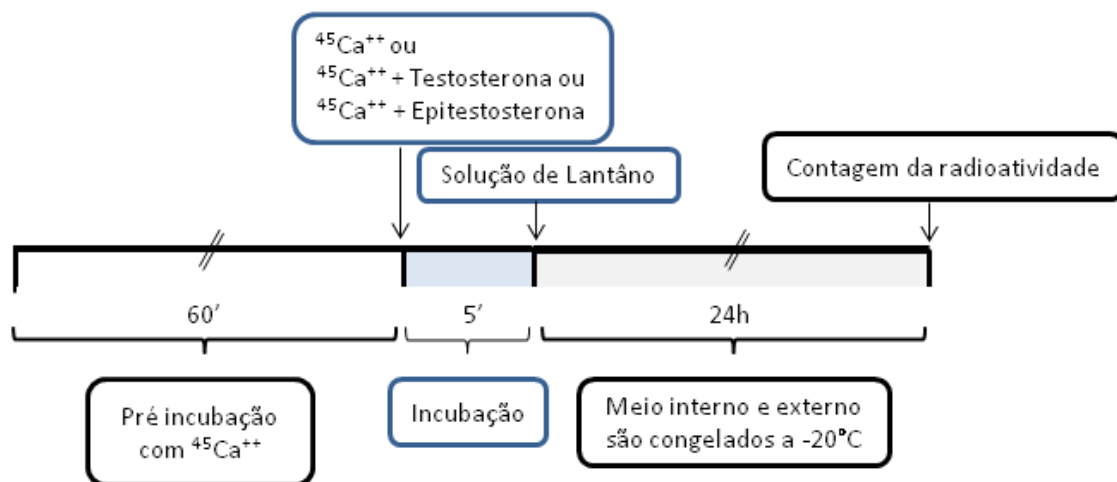 ⁴⁵Ca⁺⁺ ou
⁴⁵Ca⁺⁺ + Testosterona ou
⁴⁵Ca⁺⁺ + Epitestosterona
Solução de Lantâno
Contagem da radioatividade
60′
5′
24h
Pré incubação
com ⁴⁵Ca⁺⁺
Incubação
Meio interno e externo
são congelados a -20°C